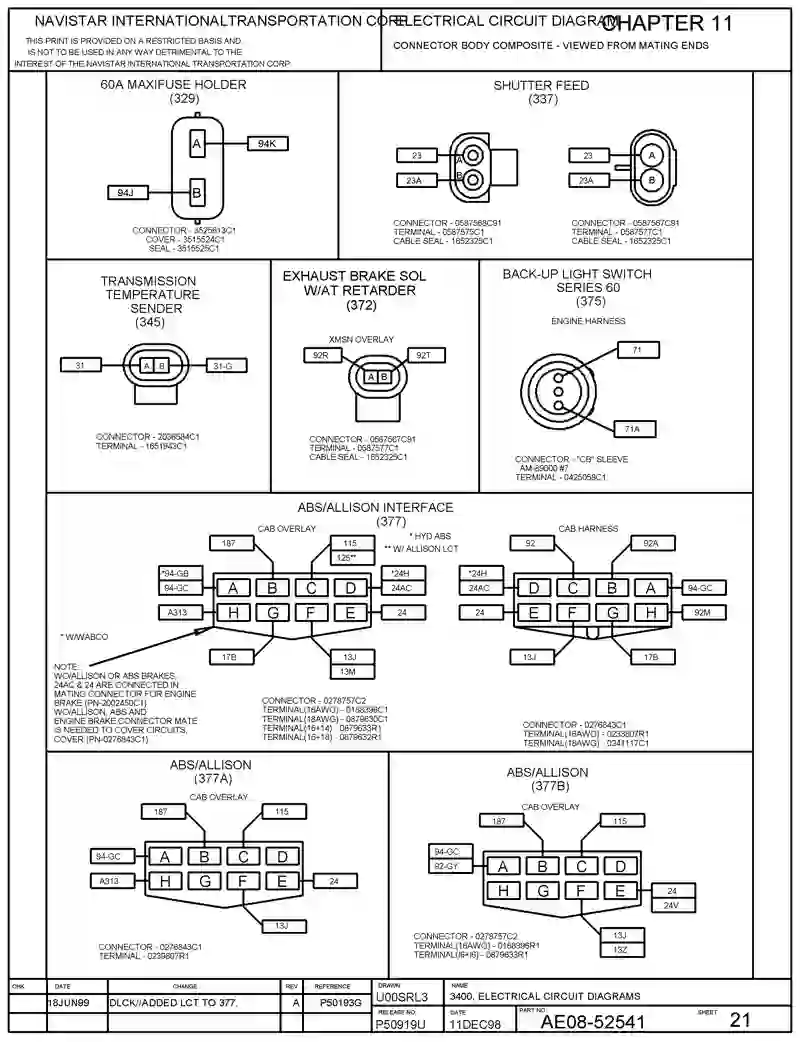 NAVISTAR INTERNATIONALTRANSPORTATION CORP
ELECTRICAL CIRCUIT DIAGRAM
CHAPTER 11
THIS PRINT IS PROVIDED ON A RESTRICTED BASIS AND
IS NOT TO BE USED IN ANY WAY DETRIMENTAL TO THE
INTEREST OF THE NAVISTAR INTERNATIONAL TRANSPORTATION CORP
CONNECTOR BODY COMPOSITE - VIEWED FROM MATING ENDS
60A MAXIFUSE HOLDER
(329)
A
94K
94J
B
CONNECTOR - 3525813C1
COVER - 3515524C1
SEAL - 3515525C1
SHUTTER FEED
(337)
23
A
23A
B
CONNECTOR - 0587568C91
TERMINAL - 0587575C1
CABLE SEAL - 1652325C1
23
A
23A
B
CONNECTOR - 0587567C91
TERMINAL - 0587577C1
CABLE SEAL - 1652325C1
TRANSMISSION
TEMPERATURE
SENDER
(345)
31
A B
31-G
CONNECTOR - 2036584C1
TERMINAL - 1651943C1
EXHAUST BRAKE SOL
W/AT RETARDER
(372)
XMSN OVERLAY
92R
92T
A B
CONNECTOR - 0587567C91
TERMINAL - 0587577C1
CABLE SEAL - 1652325C1
BACK-UP LIGHT SWITCH
SERIES 60
(375)
ENGINE HARNESS
71
71A
CONNECTOR - "CB" SLEEVE
AM-89000 #7
TERMINAL - 0425058C1
ABS/ALLISON INTERFACE
(377)
CAB OVERLAY
* HYD ABS
** W/ ALLISON LCT
187
115
125**
*94-GB
94-GC
A B C D
*24H
24AC
A313
H G F E
24
* W/WABCO
17B
13J
13M
NOTE:
WO/ALLISON OR ABS BRAKES,
24AC & 24 ARE CONNECTED IN
MATING CONNECTOR FOR ENGINE
BRAKE (PN-2002450C1)
WO/ALLISON, ABS AND
ENGINE BRAKE CONNECTOR MATE
IS NEEDED TO COVER CIRCUITS,
COVER (PN-0276843C1)
CONNECTOR - 0278757C2
TERMINAL(16AWG) - 0188396C1
TERMINAL(18AWG) - 0879630C1
TERMINAL(16+14) - 0879633R1
TERMINAL(16+18) - 0879632R1
CAB HARNESS
92
92A
*24H
24AC
D C B A
94-GC
24
E F G H
92M
13J
17B
CONNECTOR - 0276843C1
TERMINAL(16AWG) - 0233807R1
TERMINAL(18AWG) - 0341117C1
ABS/ALLISON
(377A)
CAB OVERLAY
187
115
94-GC
A B C D
A313
H G F E
24
13J
CONNECTOR - 0276843C1
TERMINAL - 0239807R1
ABS/ALLISON
(377B)
CAB OVERLAY
187
115
94-GC
92-GY
A B C D
H G F E
24
24V
13J
13Z
CONNECTOR - 0278757C2
TERMINAL(16AWG) - 0168396R1
TERMINAL(16+16) - 0879633R1
CHK DATE CHANGE REV REFERENCE
18JUN99 DLCK//ADDED LCT TO 377. A P50193G
DRAWN
U00SRL3
NAME
3400. ELECTRICAL CIRCUIT DIAGRAMS
RELEASE NO.
P50919U
DATE
11DEC98
PART NO.
AE08-52541
SHEET
21